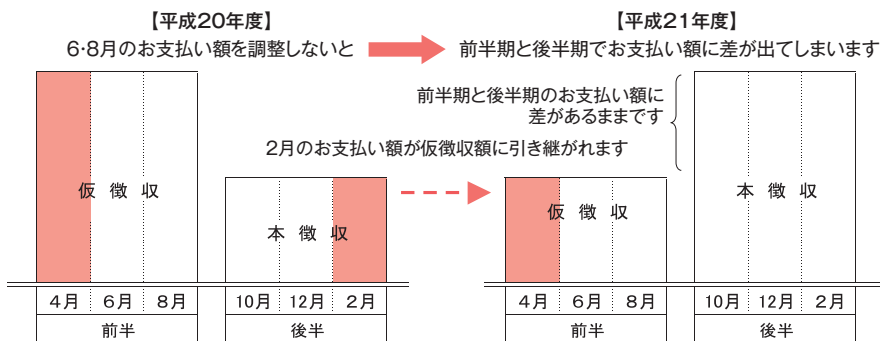 【平成20年度】
6・8月のお支払い額を調整しないと
【平成21年度】
前半期と後半期でお支払い額に差が出てしまいます
前半期と後半期のお支払い額に
差があるままです
2月のお支払い額が仮徴収額に引き継がれます
仮徴収
本徴収
仮徴収
本徴収
4月 6月 8月 10月 12月 2月 4月 6月 8月 10月 12月 2月
前半 後半 前半 後半